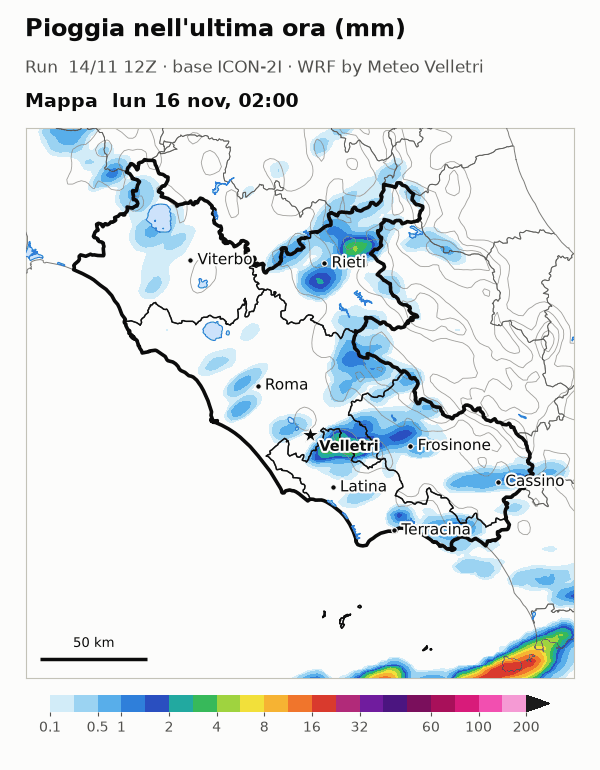 Pioggia nell'ultima ora (mm)
Run  14/11 12Z · base ICON-2I · WRF by Meteo Velletri
Mappa  lun 16 nov, 02:00
Viterbo
Rieti
Roma
Velletri
Frosinone
Cassino
Latina
Terracina
50 km
0.1 0.5 1 2 4 8 16 32 60 100 200